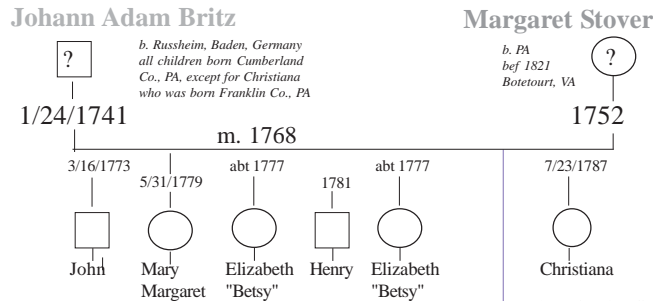 Johann Adam Britz
Margaret Stover
?
b. Russheim, Baden, Germany
all children born Cumberland
Co., PA, except for Christiana
who was born Franklin Co., PA
b. PA
bef 1821
Botetourt, VA
?
1/24/1741
1752
m. 1768
3/16/1773
5/31/1779
abt 1777
1781
abt 1777
7/23/1787
John
Mary
Margaret
Elizabeth
"Betsy"
Henry
Elizabeth
"Betsy"
Christiana